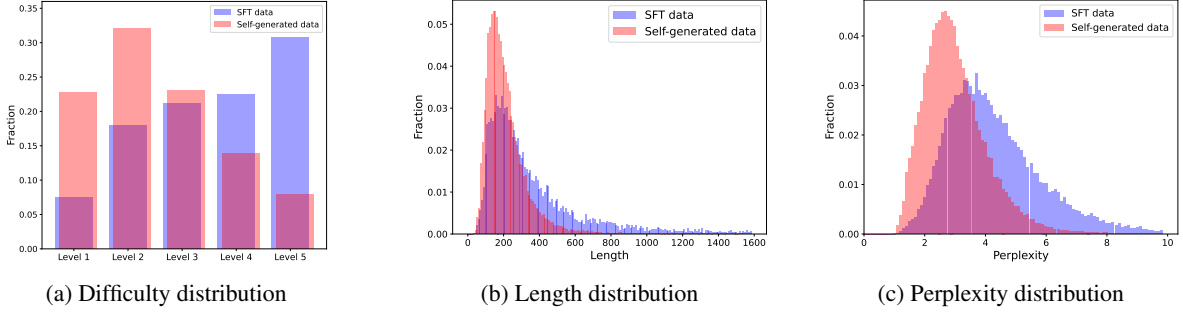 0.35
0.30
0.25
0.20
0.15
0.10
0.05
0.00
Fraction
SFT data
Self-generated data
Level 1 Level 2 Level 3 Level 4 Level 5
(a) Difficulty distribution
0.05
0.04
0.03
0.02
0.01
0.00
Fraction
SFT data
Self-generated data
0 200 400 600 800 1000 1200 1400 1600
Length
(b) Length distribution
0.04
0.03
0.02
0.01
0.00
Fraction
SFT data
Self-generated data
0 2 4 6 8 10
Perplexity
(c) Perplexity distribution